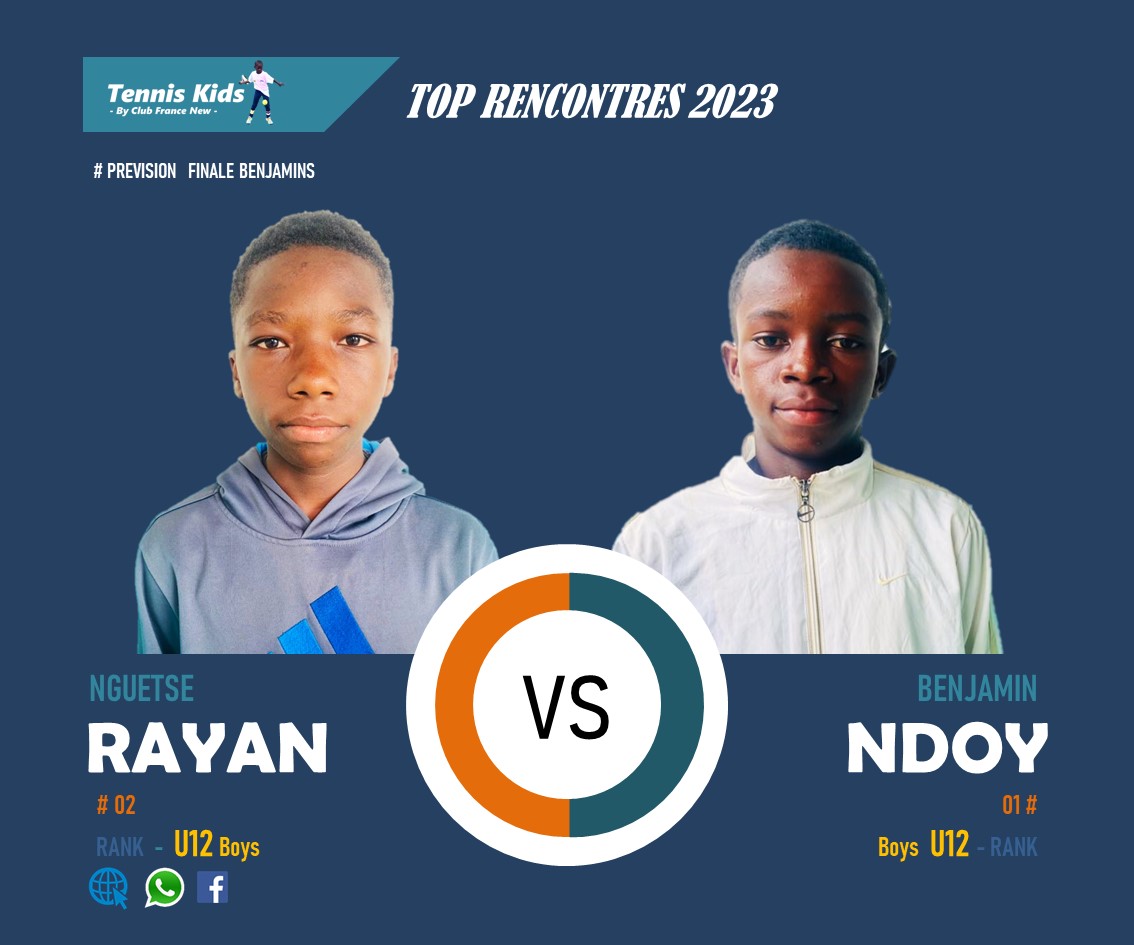 Tennis Kids
- By Club France New -
TOP RENCONTRES 2023
# PREVISION FINALE BENJAMINS
VS
NGUETSE
RAYAN
# 02
RANK - U12 Boys
BENJAMIN
NDOY
01 #
Boys U12 - RANK